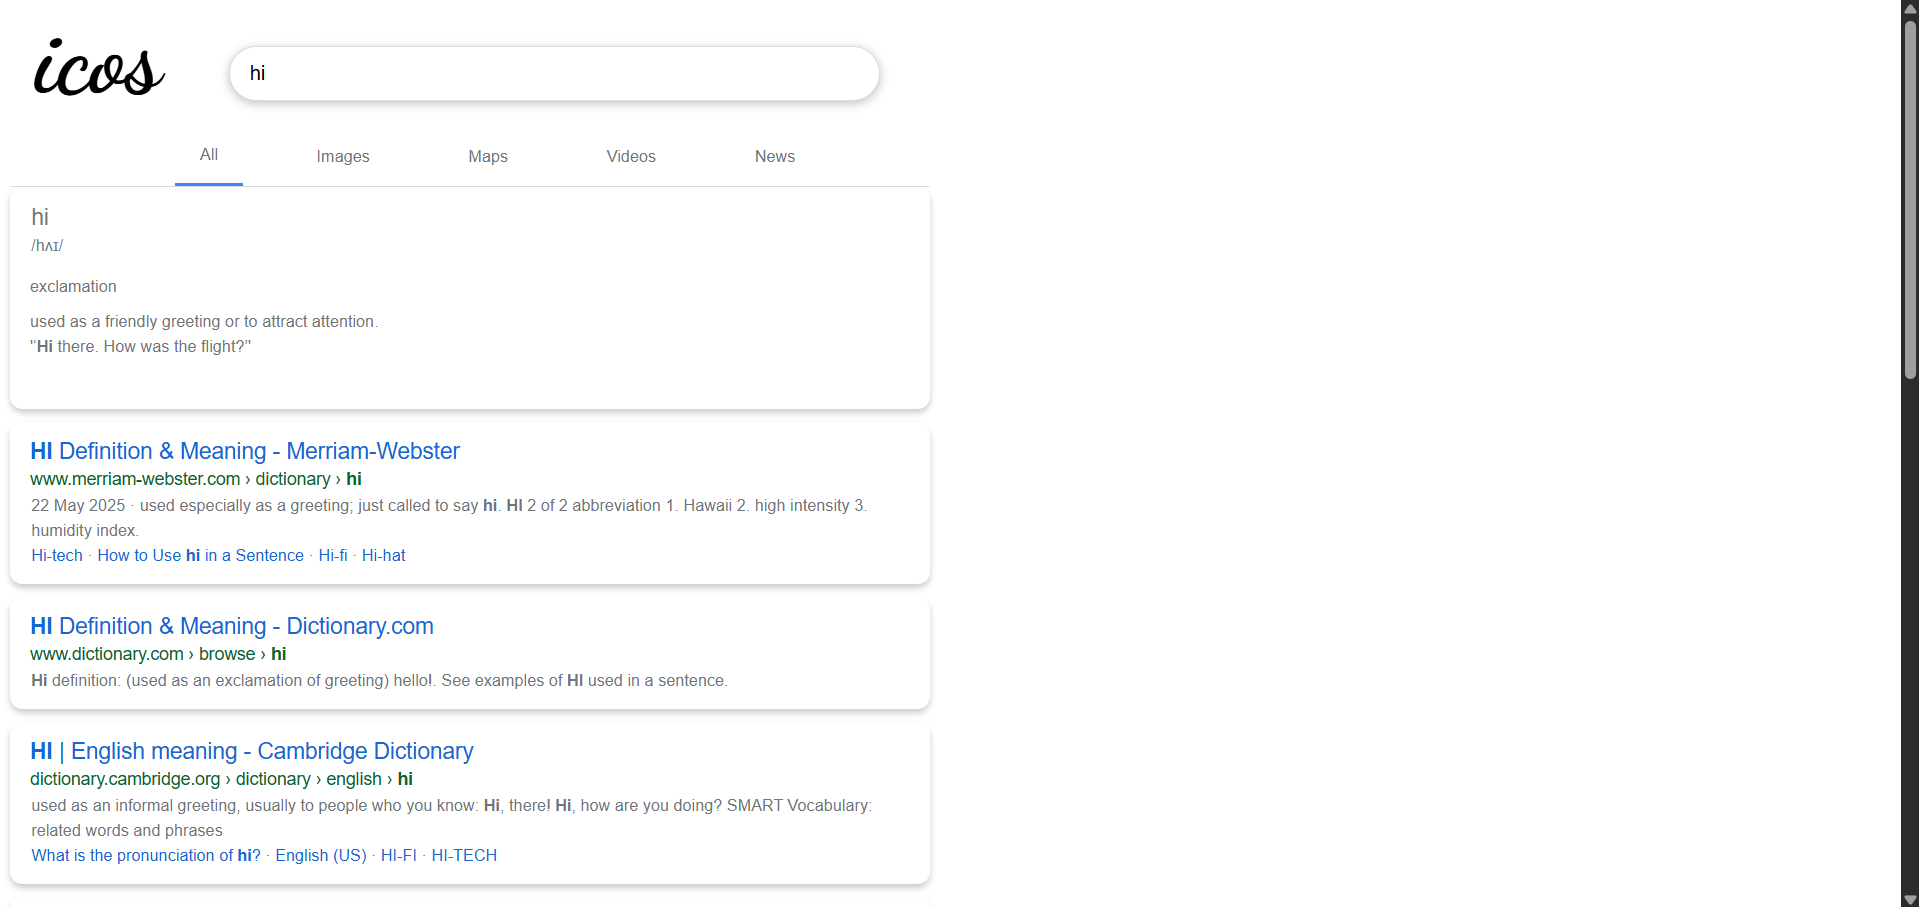 icos
hi
All
Images
Maps
Videos
News
hi
/hʌɪ/
exclamation
used as a friendly greeting or to attract attention.
"Hi there. How was the flight?"
HI Definition & Meaning - Merriam-Webster
www.merriam-webster.com › dictionary › hi
22 May 2025 · used especially as a greeting; just called to say hi. HI 2 of 2 abbreviation 1. Hawaii 2. high intensity 3.
humidity index.
Hi-tech · How to Use hi in a Sentence · Hi-fi · Hi-hat
HI Definition & Meaning - Dictionary.com
www.dictionary.com › browse › hi
Hi definition: (used as an exclamation of greeting) hello!. See examples of HI used in a sentence.
HI | English meaning - Cambridge Dictionary
dictionary.cambridge.org › dictionary › english › hi
used as an informal greeting, usually to people who you know: Hi, there! Hi, how are you doing? SMART Vocabulary:
related words and phrases
What is the pronunciation of hi? · English (US) · HI-FI · HI-TECH